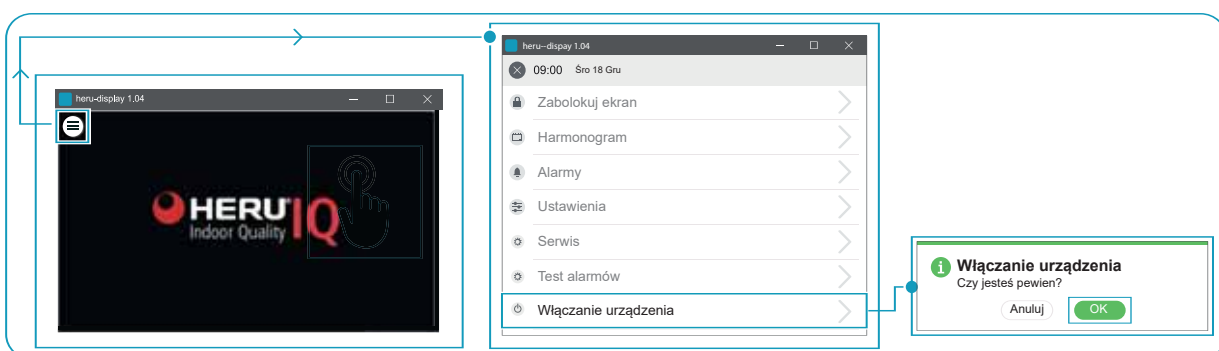 heru-display 1.04
HERU IQ
Indoor Quality
heru--dispay 1.04
09:00 Śro 18 Gru
Zabolokuj ekran
Harmonogram
Alarmy
Ustawienia
Serwis
Test alarmów
Włączanie urządzenia
Włączanie urządzenia
Czy jesteś pewien?
Anuluj OK